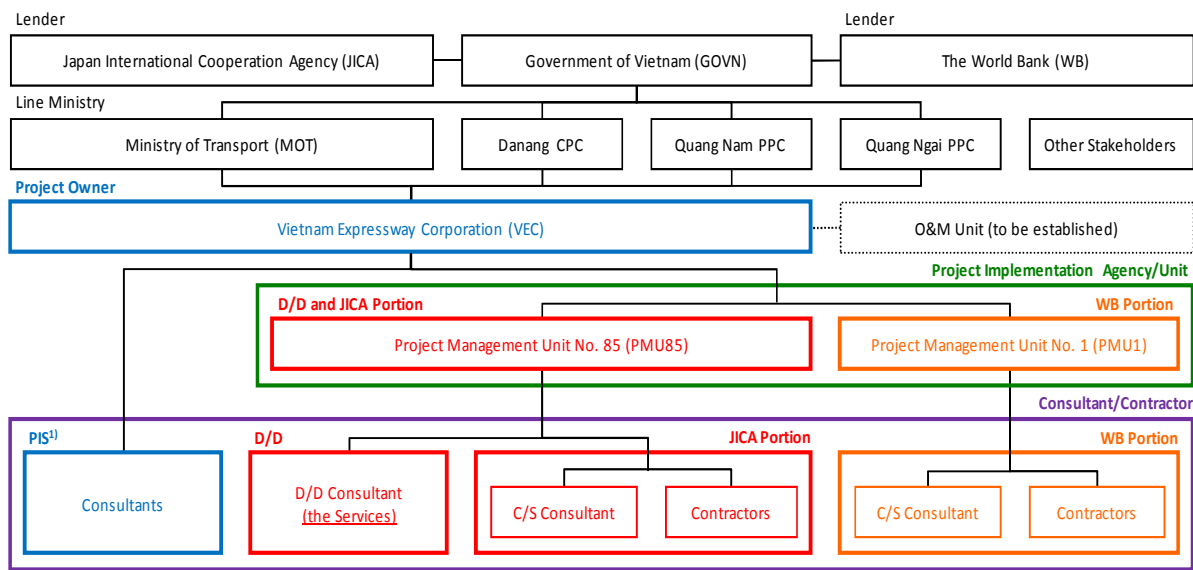 Lender
Lender
Japan International Cooperation Agency (JICA)
Government of Vietnam (GOVN)
The World Bank (WB)
Line Ministry
Ministry of Transport (MOT)
Danang CPC
Quang Nam PPC
Quang Ngai PPC
Other Stakeholders
Project Owner
Vietnam Expressway Corporation (VEC)
O&M Unit (to be established)
Project Implementation Agency/Unit
D/D and JICA Portion
WB Portion
Project Management Unit No. 85 (PMU85)
Project Management Unit No. 1 (PMU1)
Consultant/Contractor
PIS1)
D/D
JICA Portion
WB Portion
Consultants
D/D Consultant
(the Services)
C/S Consultant
Contractors
C/S Consultant
Contractors